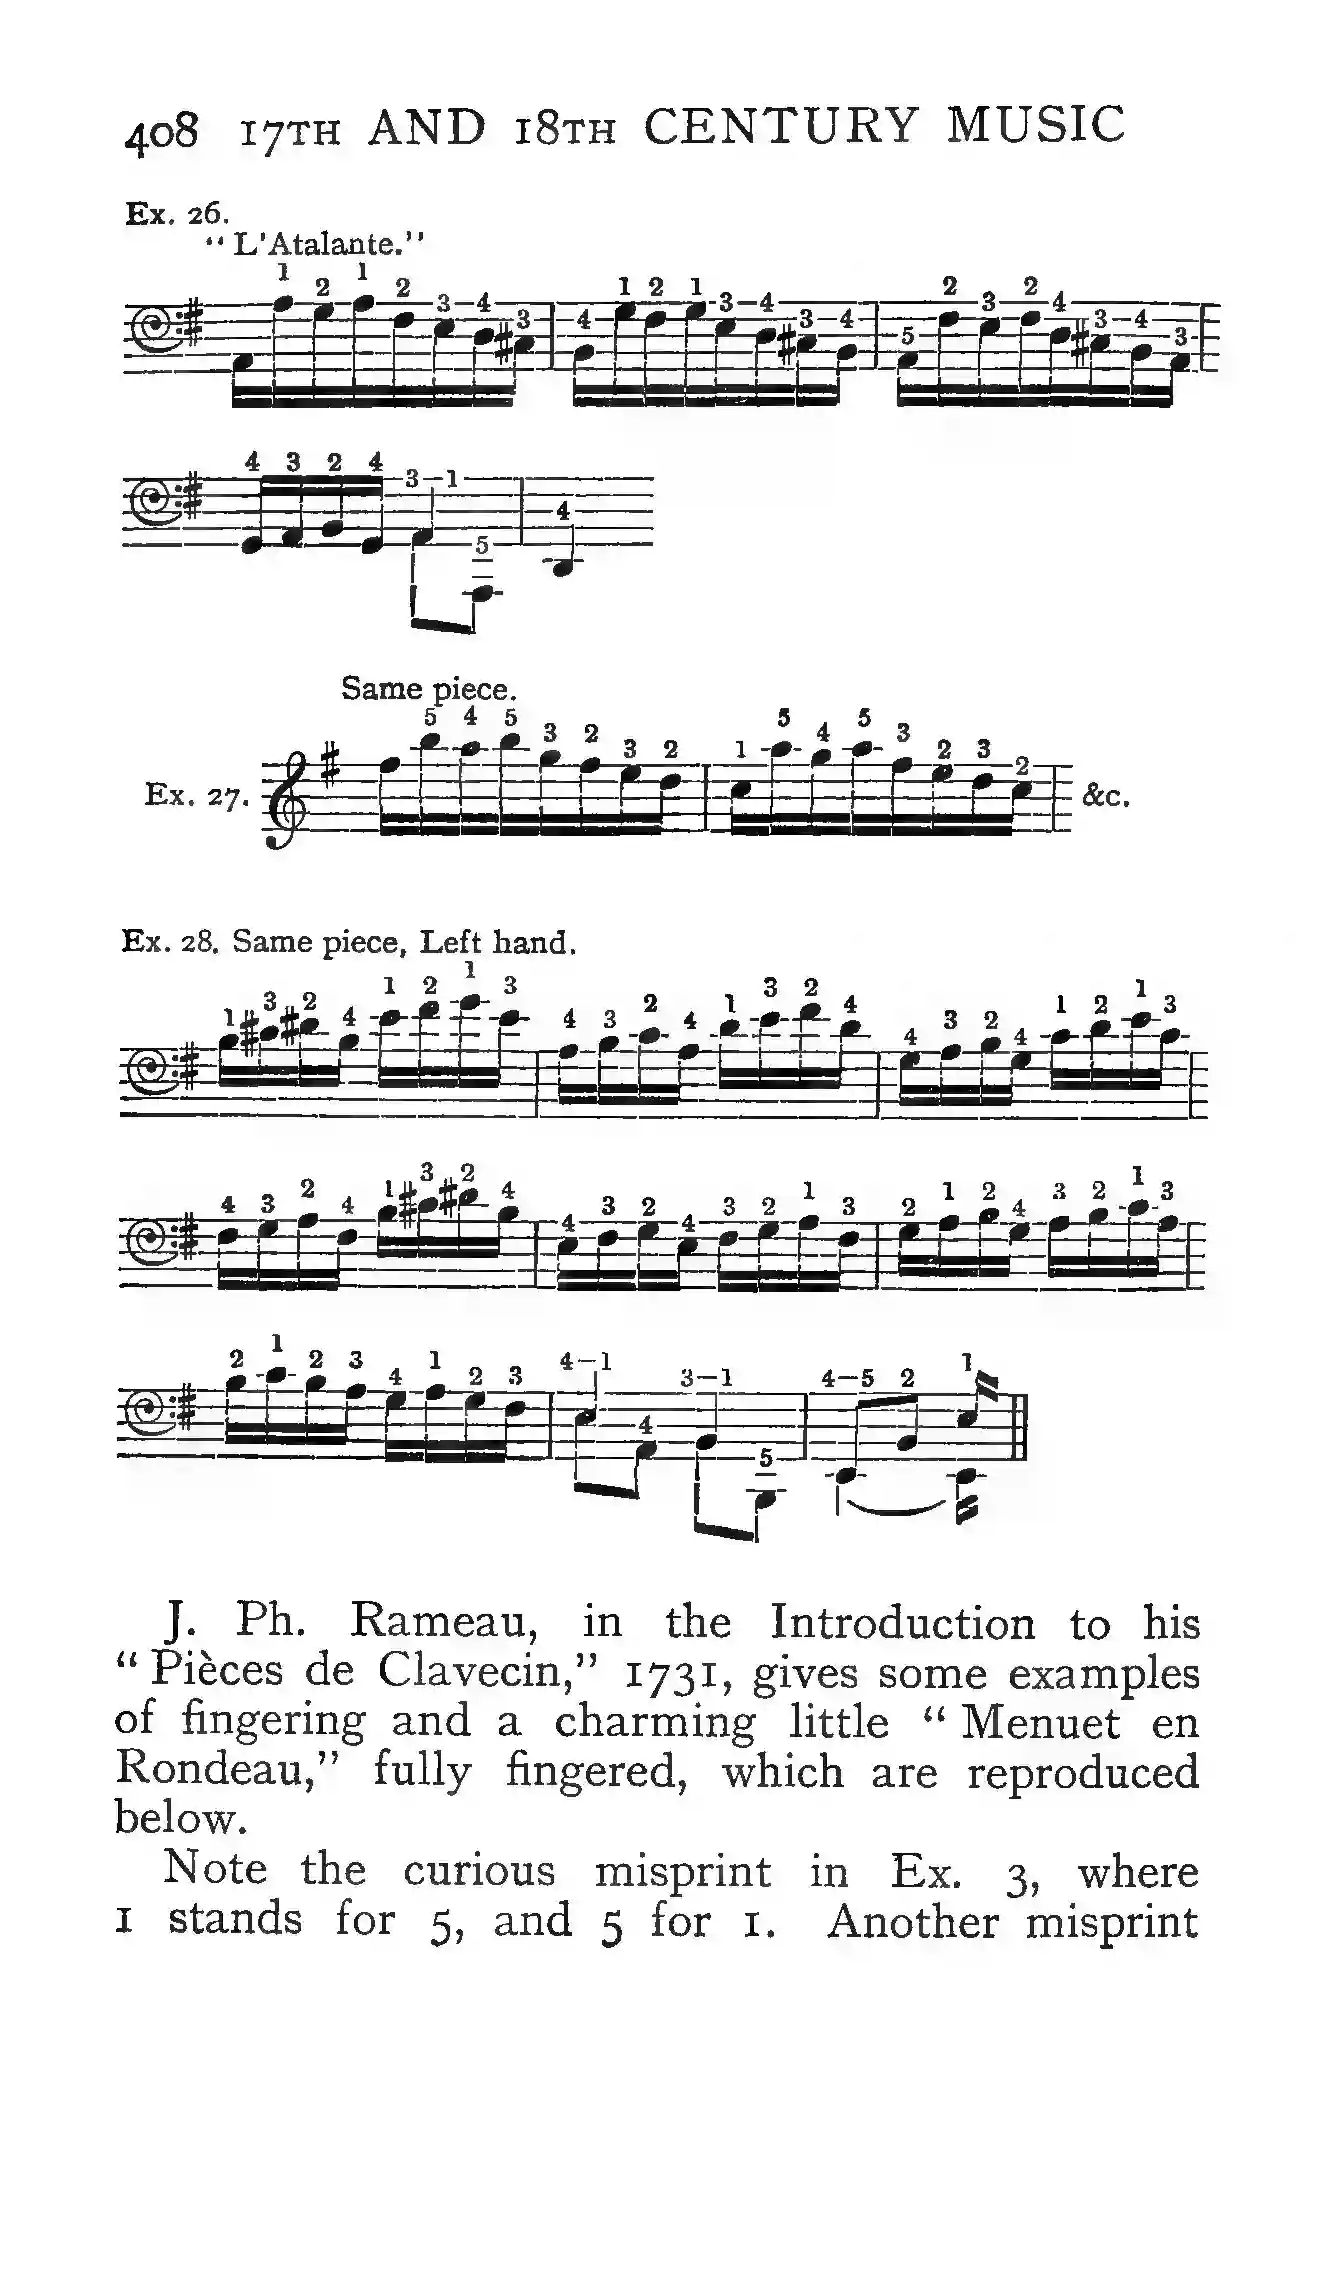 408 17TH AND 18TH CENTURY MUSIC
Ex. 26.
“ L'Atalante.”
1 2 1 2 3 4 3 4 1 2 1 3 4 3 4 5 2 3 2 4 3 4 3
4 3 2 4 3 1 5 4
Same piece.
5 4 5 3 2 3 2 1 5 4 5 3 2 3 2
Ex. 27. &c.
Ex. 28. Same piece, Left hand.
1 3 2 4 1 2 1 3 4 3 2 4 1 3 2 4 4 3 2 4 1 2 1 3
4 3 2 4 1 3 2 4 4 3 2 4 3 2 1 3 2 1 2 4 3 2 1 3
2 1 2 3 4 1 2 3 4–1 4 3–1 5 4–5 2 1
J. Ph. Rameau, in the Introduction to his
“ Pièces de Clavecin,” 1731, gives some examples
of fingering and a charming little “ Menuet en
Rondeau,” fully fingered, which are reproduced
below.
Note the curious misprint in Ex. 3, where
1 stands for 5, and 5 for 1. Another misprint